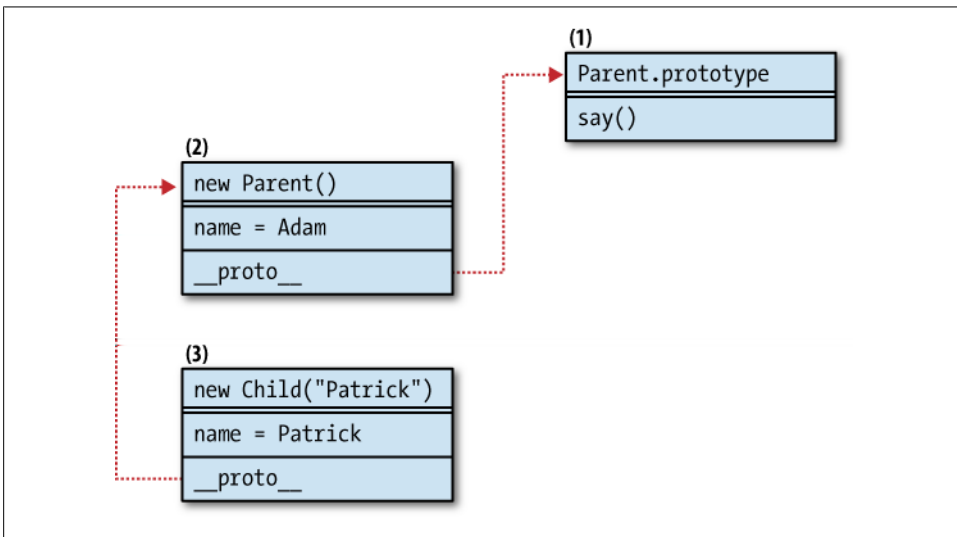 (1)
Parent.prototype
say()
(2)
new Parent()
name = Adam
__proto__
(3)
new Child("Patrick")
name = Patrick
__proto__